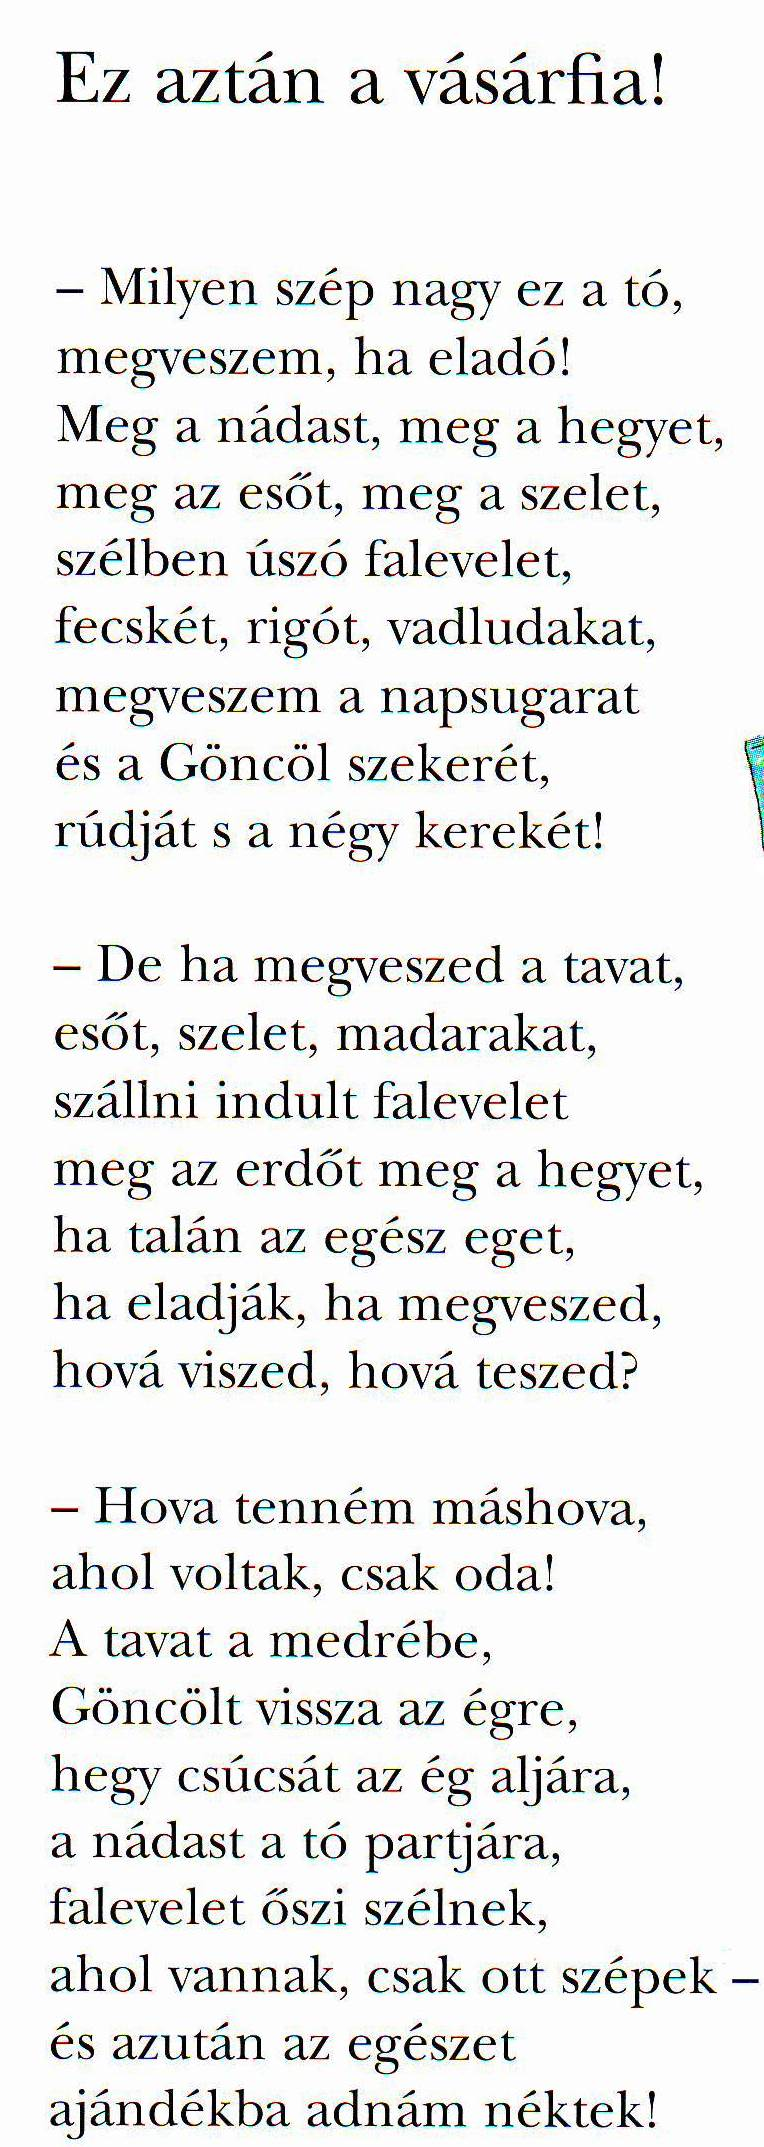 Ez aztán a vásárfia!
– Milyen szép nagy ez a tó,
megveszem, ha eladó!
Meg a nádast, meg a hegyet,
meg az esőt, meg a szelet,
szélben úszó falevelet,
fecskét, rigót, vadludakat,
megveszem a napsugarat
és a Göncöl szekerét,
rúdját s a négy kerekét!
– De ha megveszed a tavat,
esőt, szelet, madarakat,
szállni indult falevelet
meg az erdőt meg a hegyet,
ha talán az egész eget,
ha eladják, ha megveszed,
hová viszed, hová teszed?
– Hova tenném máshova,
ahol voltak, csak oda!
A tavat a medrébe,
Göncölt vissza az égre,
hegy csúcsát az ég aljára,
a nádast a tó partjára,
falevelet őszi szélnek,
ahol vannak, csak ott szépek –
és azután az egészet
ajándékba adnám néktek!